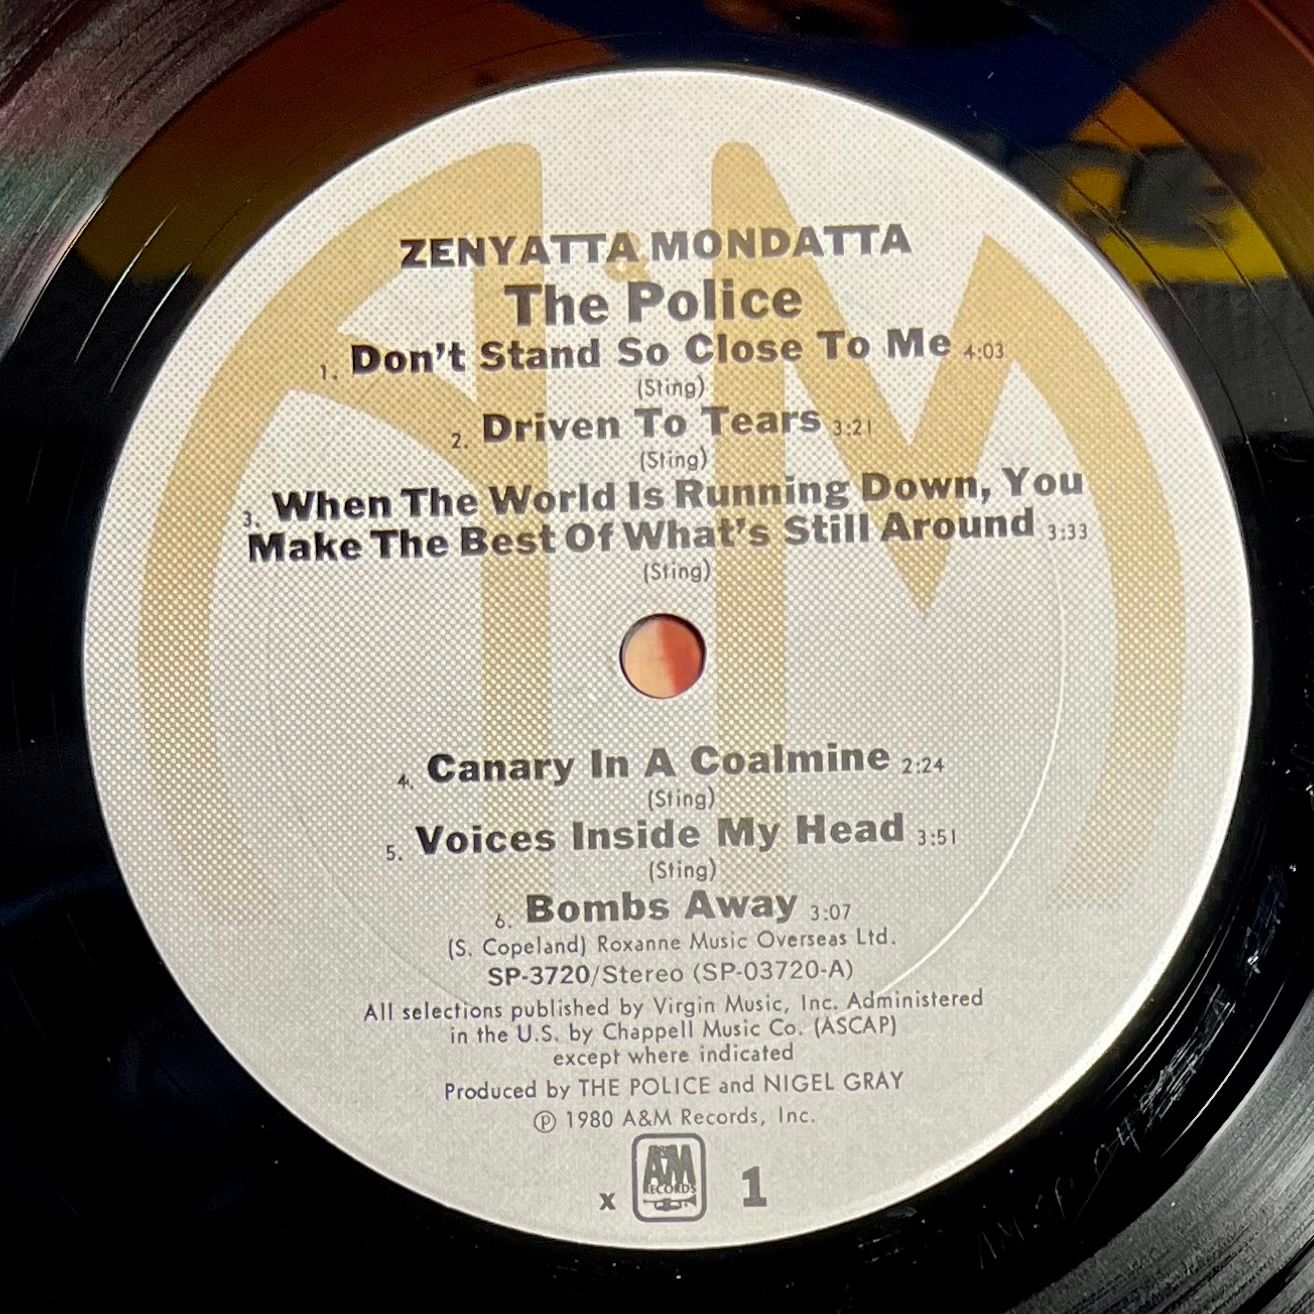 ZENYATTA MONDATTA
The Police
1. Don't Stand So Close To Me 4:03
(Sting)
2. Driven To Tears 3:21
(Sting)
3. When The World Is Running Down, You
Make The Best Of What's Still Around 3:33
(Sting)
4. Canary In A Coalmine 2:24
(Sting)
5. Voices Inside My Head 3:51
(Sting)
6. Bombs Away 3:07
(S. Copeland) Roxanne Music Overseas Ltd.
SP-3720/Stereo (SP-03720-A)
All selections published by Virgin Music, Inc. Administered
in the U.S. by Chappell Music Co. (ASCAP)
except where indicated
Produced by THE POLICE and NIGEL GRAY
℗ 1980 A&M Records, Inc.
x A&M RECORDS 1